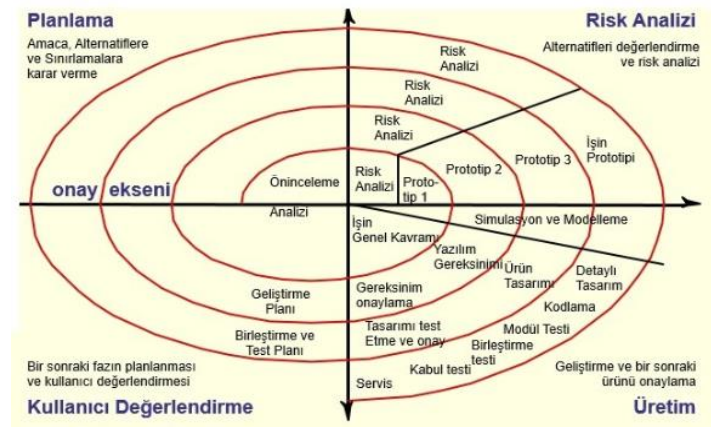 Planlama
Amaca, Alternatiflere
ve Sınırlamalara
karar verme
Risk Analizi
Alternatifleri değerlendirme
ve risk analizi
Risk
Analizi
Risk
Analizi
Risk
Analizi
İşin
Prototipi
Prototip 3
Prototip 2
Risk
Analizi
Proto-
tip 1
Öninceleme
onay ekseni
Analizi
Simulasyon ve Modelleme
İşin
Genel Kavramı
Yazılım
Gereksinimi
Ürün
Tasarımı
Detaylı
Tasarım
Geliştirme
Planı
Gereksinim
onaylama
Kodlama
Birleştirme ve
Test Planı
Tasarımı test
Etme ve onay
Modül Testi
Birleştirme
testi
Kabul testi
Servis
Bir sonraki fazın planlanması
ve kullanıcı değerlendirmesi
Geliştirme ve bir sonraki
ürünü onaylama
Kullanıcı Değerlendirme
Üretim